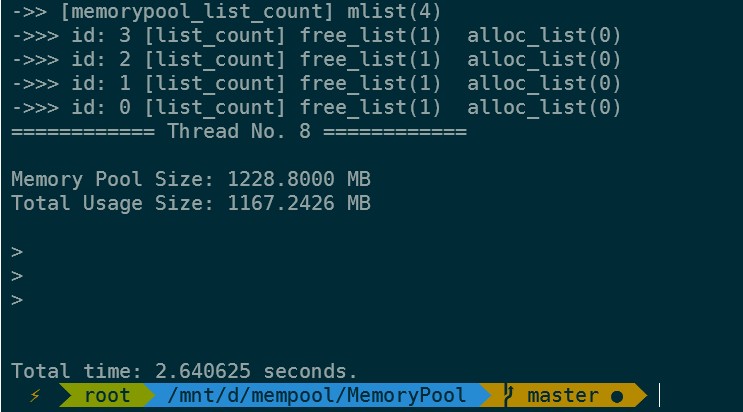 ->> [memorypool_list_count] mlist(4)
->>> id: 3 [list_count] free_list(1)  alloc_list(0)
->>> id: 2 [list_count] free_list(1)  alloc_list(0)
->>> id: 1 [list_count] free_list(1)  alloc_list(0)
->>> id: 0 [list_count] free_list(1)  alloc_list(0)
============ Thread No. 8 ============
Memory Pool Size: 1228.8000 MB
Total Usage Size: 1167.2426 MB
>
>
>
Total time: 2.640625 seconds.
⚡ root /mnt/d/mempool/MemoryPool master ●